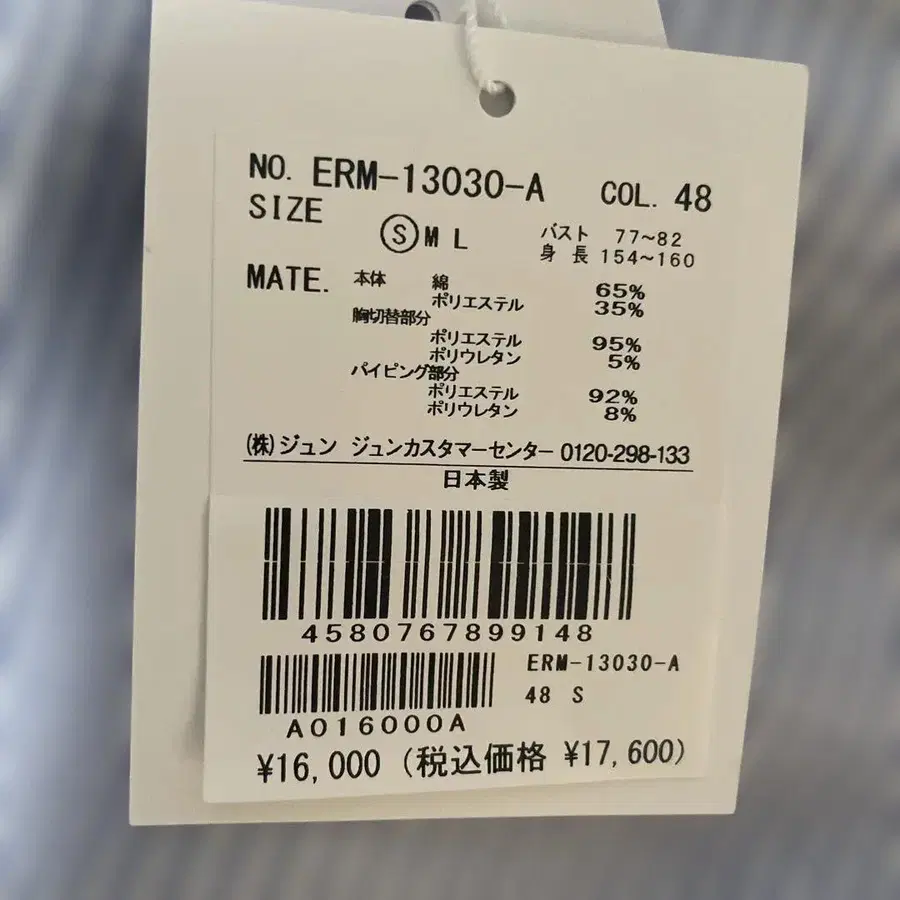 NO. ERM-13030-A COL. 48
SIZE Ⓢ M L バスト 77~82
身長 154~160
MATE. 本体 綿 65%
ポリエステル 35%
胸切替部分
ポリエステル 95%
ポリウレタン 5%
パイピング部分
ポリエステル 92%
ポリウレタン 8%
(株)ジュン ジュンカスタマーセンター 0120-298-133
日本製
4580767899148
ERM-13030-A
48 S
A016000A
¥16,000 (税込価格 ¥17,600)